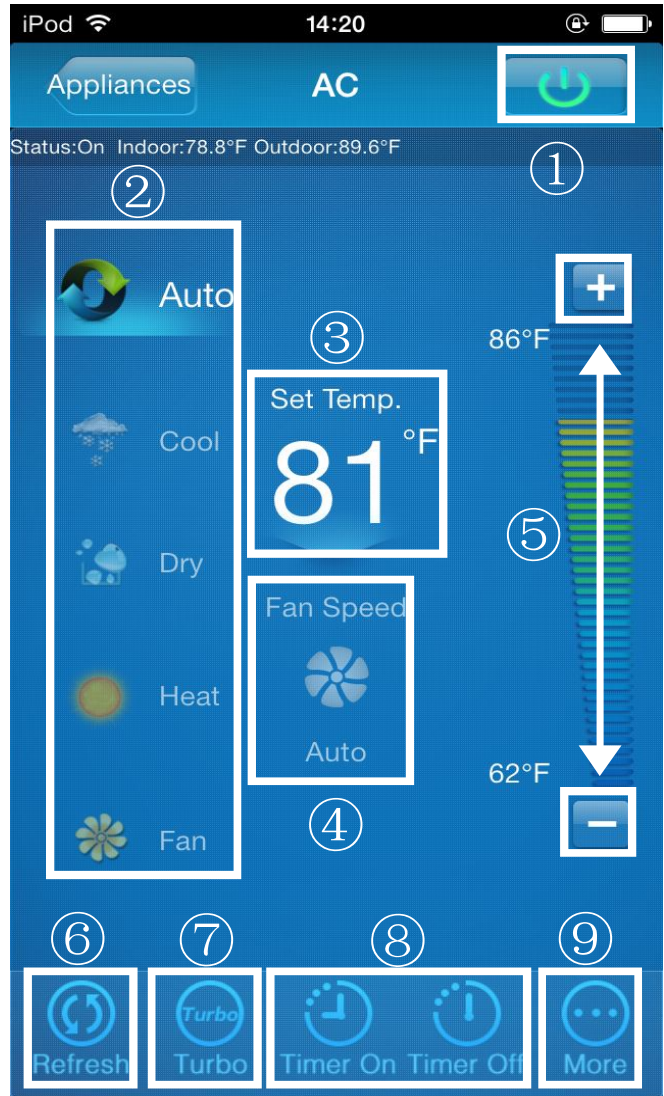 iPod 14:20
Appliances AC
Status:On Indoor:78.8°F Outdoor:89.6°F
①
②
Auto
③
86°F
Set Temp.
81 °F
Cool
⑤
Dry
Fan Speed
Heat
Auto
62°F
④
Fan
⑥ ⑦ ⑧ ⑨
Turbo
Refresh Turbo Timer On Timer Off More